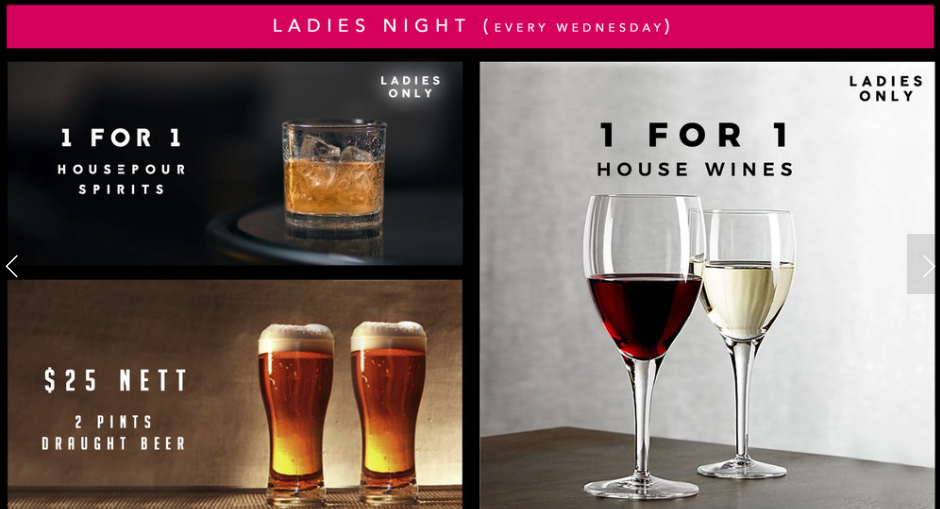 LADIES NIGHT (EVERY WEDNESDAY)
LADIES
ONLY
1 FOR 1
HOUSEPOUR
SPIRITS
$25 NETT
2 PINTS
DRAUGHT BEER
LADIES
ONLY
1 FOR 1
HOUSE WINES